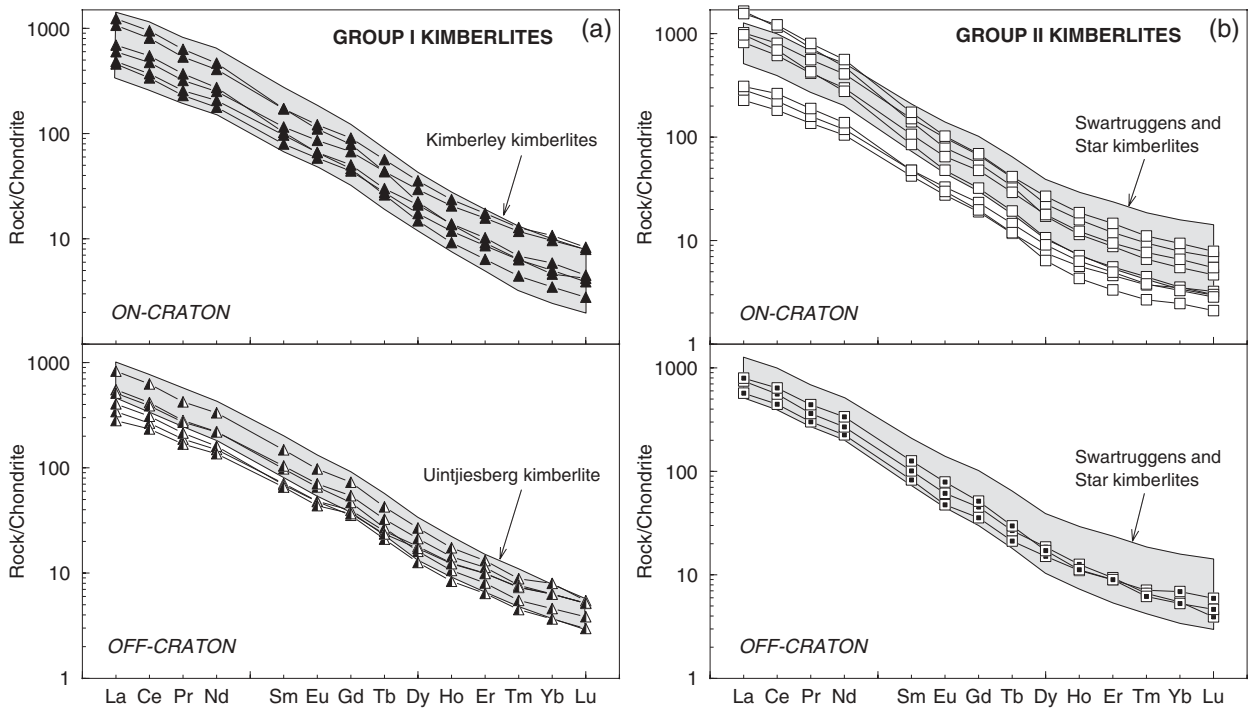 GROUP I KIMBERLITES (a)
1000
100
10
Rock/Chondrite
Kimberley kimberlites
ON-CRATON
1000
100
10
1
Rock/Chondrite
Uintjiesberg kimberlite
OFF-CRATON
La Ce Pr Nd Sm Eu Gd Tb Dy Ho Er Tm Yb Lu
GROUP II KIMBERLITES (b)
1000
100
10
1
Rock/Chondrite
Swartruggens and
Star kimberlites
ON-CRATON
1000
100
10
1
Rock/Chondrite
Swartruggens and
Star kimberlites
OFF-CRATON
La Ce Pr Nd Sm Eu Gd Tb Dy Ho Er Tm Yb Lu